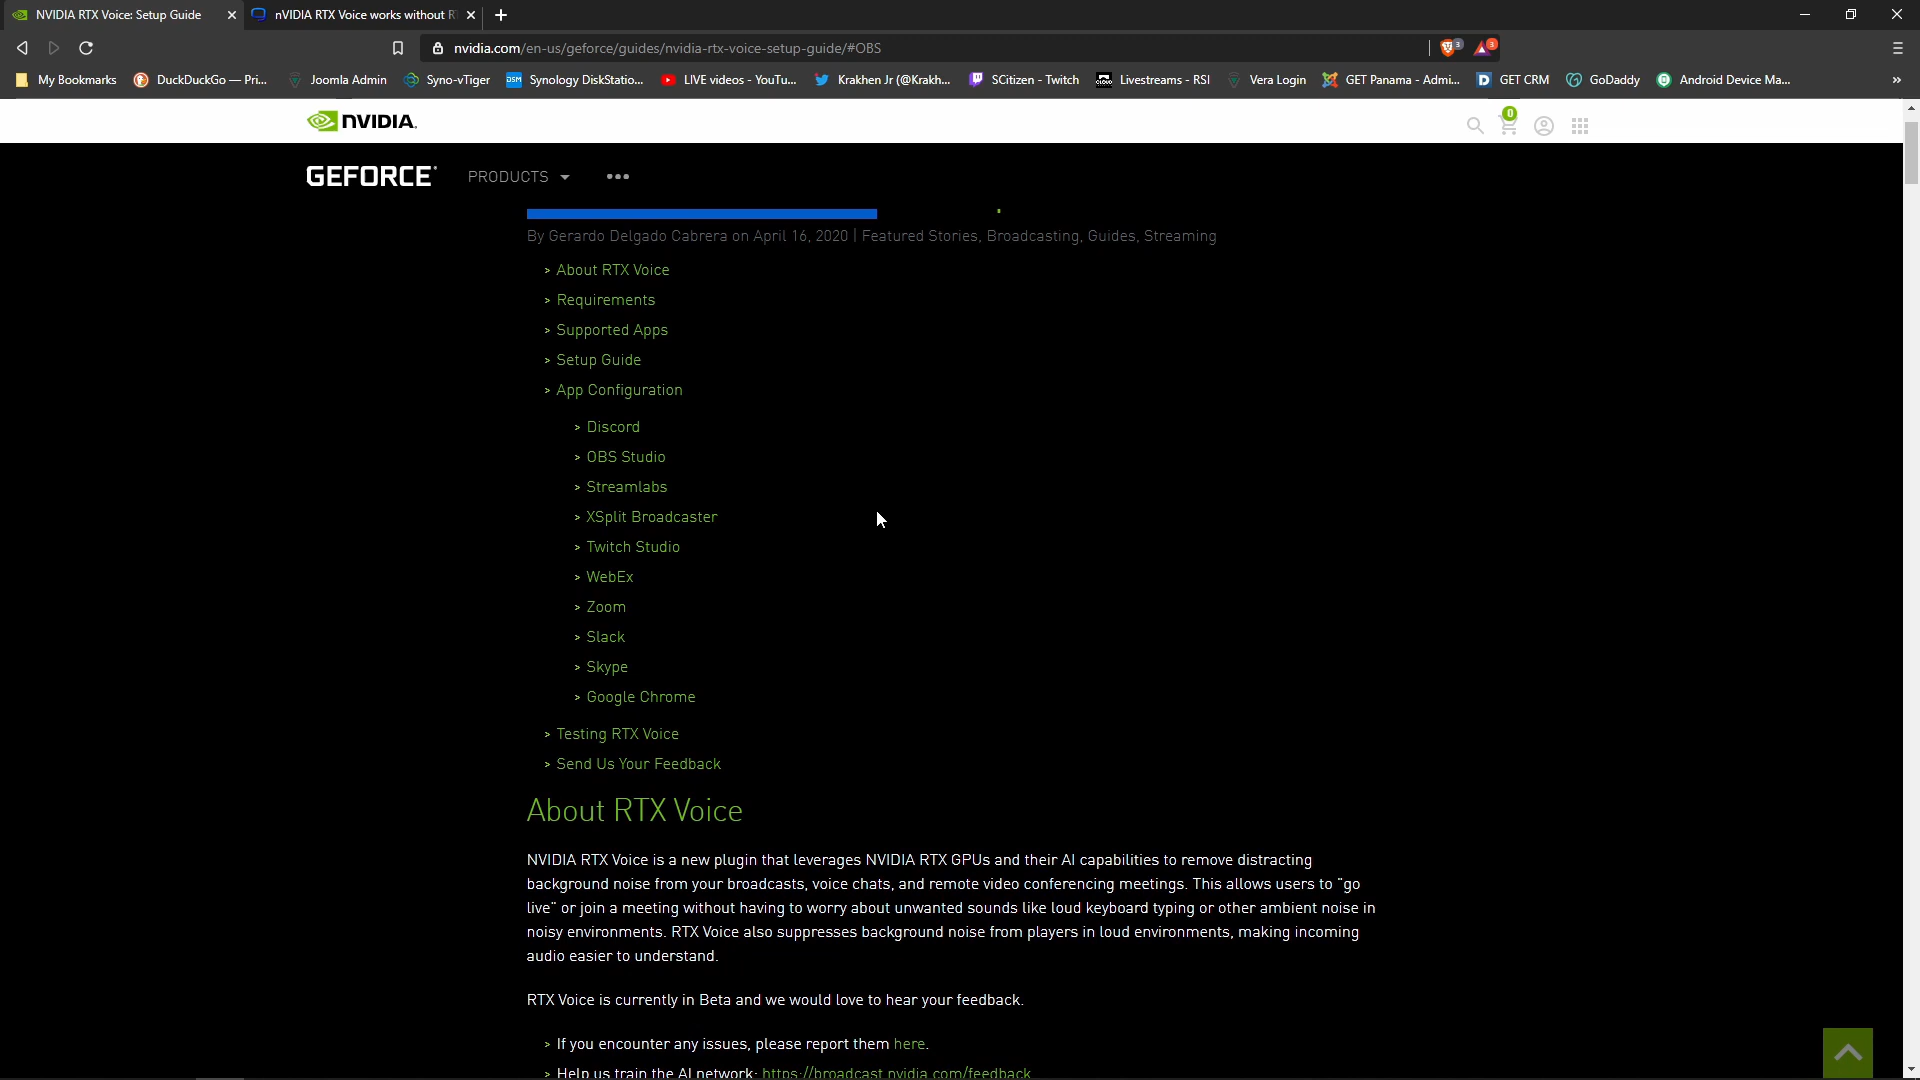 NVIDIA RTX Voice: Setup Guide
nVIDIA RTX Voice works without R
nvidia.com/en-us/geforce/guides/nvidia-rtx-voice-setup-guide/#OBS
3
3
My Bookmarks
DuckDuckGo — Pri...
Joomla Admin
Syno-vTiger
DSM
Synology DiskStatio...
LIVE videos - YouTu...
Krakhen Jr (@Krakh...
SCitizen - Twitch
Livestreams - RSI
Vera Login
GET Panama - Admi...
GET CRM
GoDaddy
Android Device Ma...
»
NVIDIA.
0
GEFORCE
PRODUCTS
•••
By Gerardo Delgado Cabrera on April 16, 2020 | Featured Stories, Broadcasting, Guides, Streaming
> About RTX Voice
> Requirements
> Supported Apps
> Setup Guide
> App Configuration
> Discord
> OBS Studio
> Streamlabs
> XSplit Broadcaster
> Twitch Studio
> WebEx
> Zoom
> Slack
> Skype
> Google Chrome
> Testing RTX Voice
> Send Us Your Feedback
About RTX Voice
NVIDIA RTX Voice is a new plugin that leverages NVIDIA RTX GPUs and their AI capabilities to remove distracting
background noise from your broadcasts, voice chats, and remote video conferencing meetings. This allows users to "go
live" or join a meeting without having to worry about unwanted sounds like loud keyboard typing or other ambient noise in
noisy environments. RTX Voice also suppresses background noise from players in loud environments, making incoming
audio easier to understand.
RTX Voice is currently in Beta and we would love to hear your feedback.
> If you encounter any issues, please report them here.
> Help us train the AI network: https://broadcast.nvidia.com/feedback